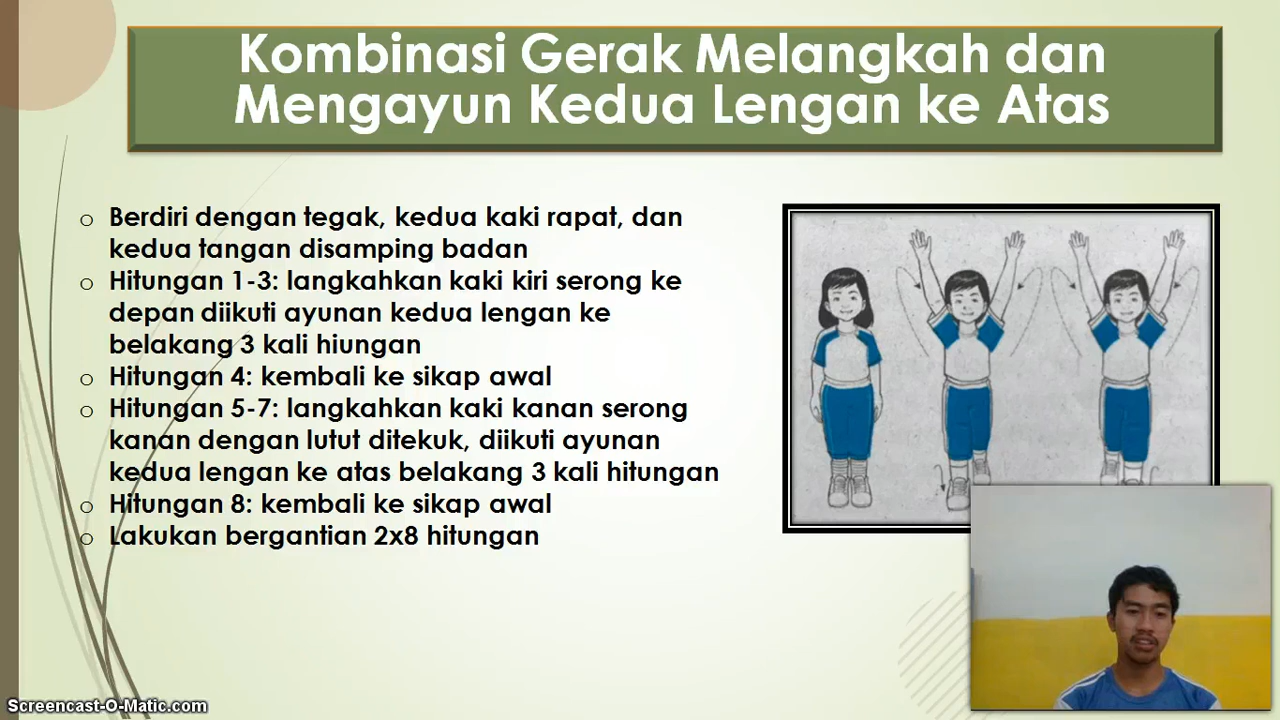 Kombinasi Gerak Melangkah dan
Mengayun Kedua Lengan ke Atas
Berdiri dengan tegak, kedua kaki rapat, dan
kedua tangan disamping badan
Hitungan 1-3: langkahkan kaki kiri serong ke
depan diikuti ayunan kedua lengan ke
belakang 3 kali hiungan
Hitungan 4: kembali ke sikap awal
Hitungan 5-7: langkahkan kaki kanan serong
kanan dengan lutut ditekuk, diikuti ayunan
kedua lengan ke atas belakang 3 kali hitungan
Hitungan 8: kembali ke sikap awal
Lakukan bergantian 2x8 hitungan
Screencast-O-Matic.com